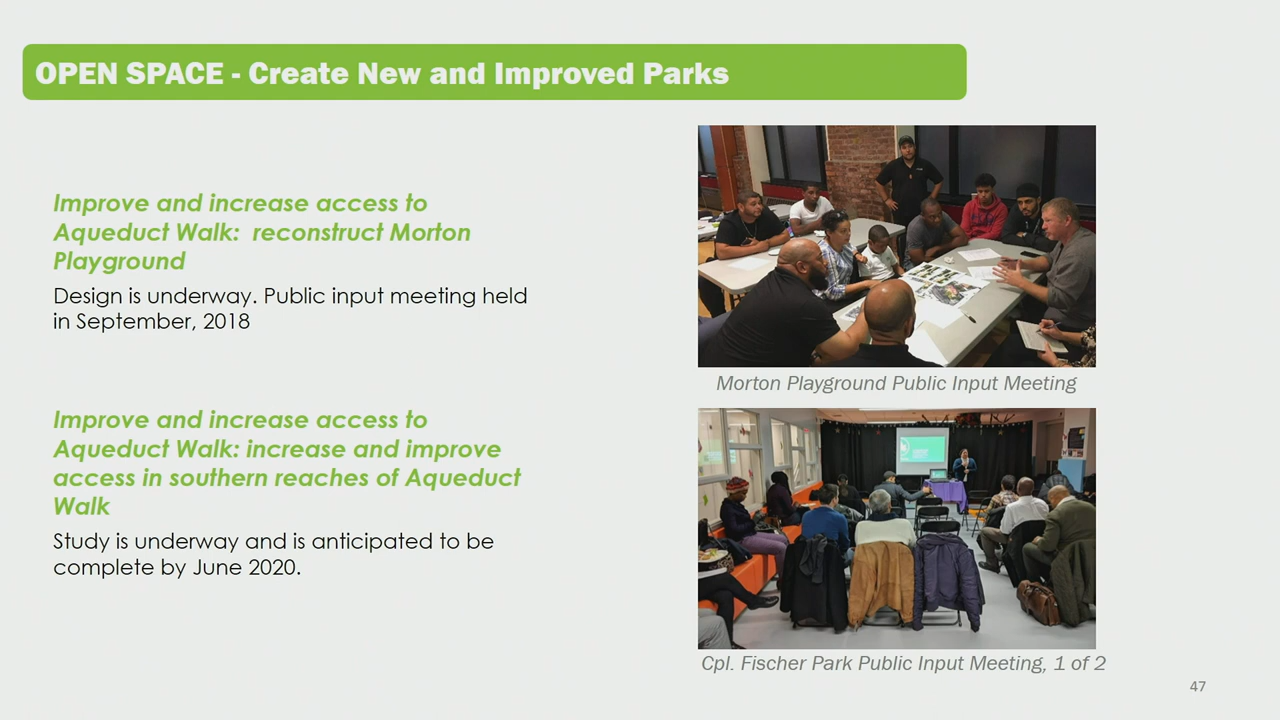 OPEN SPACE - Create New and Improved Parks
Improve and increase access to
Aqueduct Walk:  reconstruct Morton
Playground
Design is underway. Public input meeting held
in September, 2018
Morton Playground Public Input Meeting
Improve and increase access to
Aqueduct Walk: increase and improve
access in southern reaches of Aqueduct
Walk
Study is underway and is anticipated to be
complete by June 2020.
Cpl. Fischer Park Public Input Meeting, 1 of 2
47